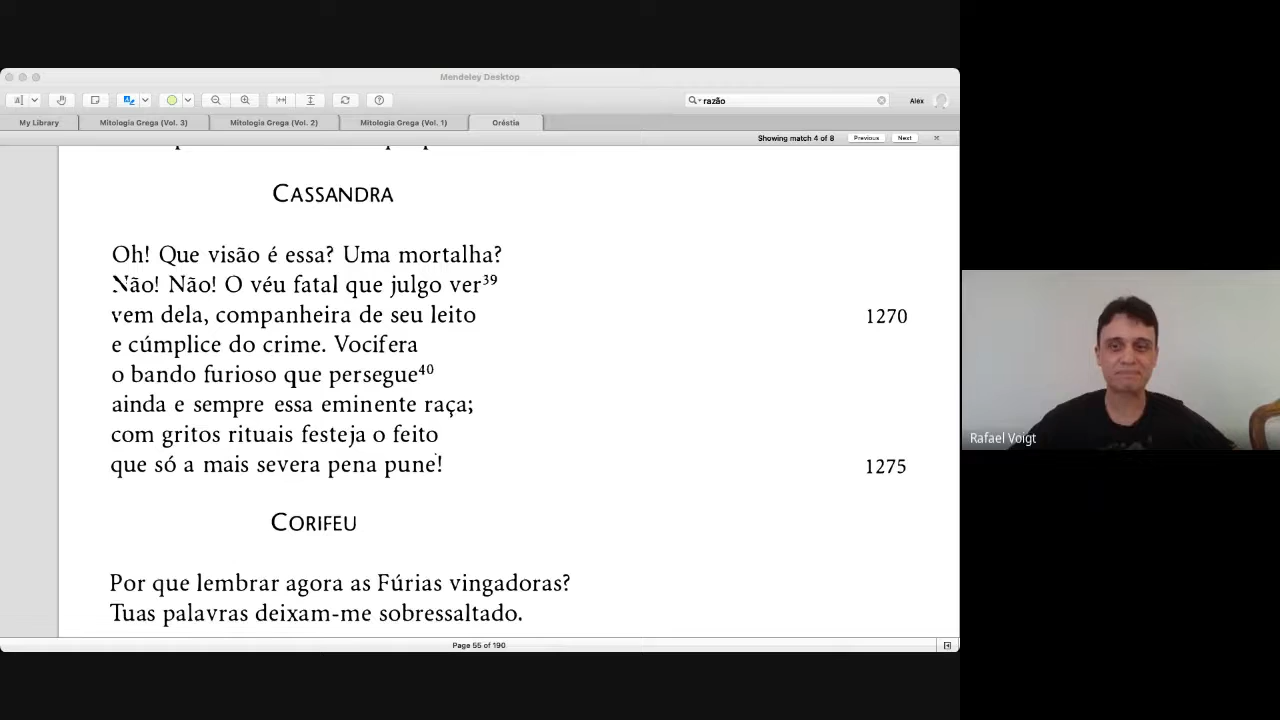 Mendeley Desktop
razão
Alex
My Library
Mitologia Grega (Vol. 3)
Mitologia Grega (Vol. 2)
Mitologia Grega (Vol. 1)
Oréstia
Showing match 4 of 8
Previous
Next
CASSANDRA
Oh! Que visão é essa? Uma mortalha?
Não! Não! O véu fatal que julgo ver³⁹
vem dela, companheira de seu leito 1270
e cúmplice do crime. Vocifera
o bando furioso que persegue⁴⁰
ainda e sempre essa eminente raça;
com gritos rituais festeja o feito
que só a mais severa pena pune! 1275
CORIFEU
Por que lembrar agora as Fúrias vingadoras?
Tuas palavras deixam-me sobressaltado.
Page 55 of 190
Rafael Voigt